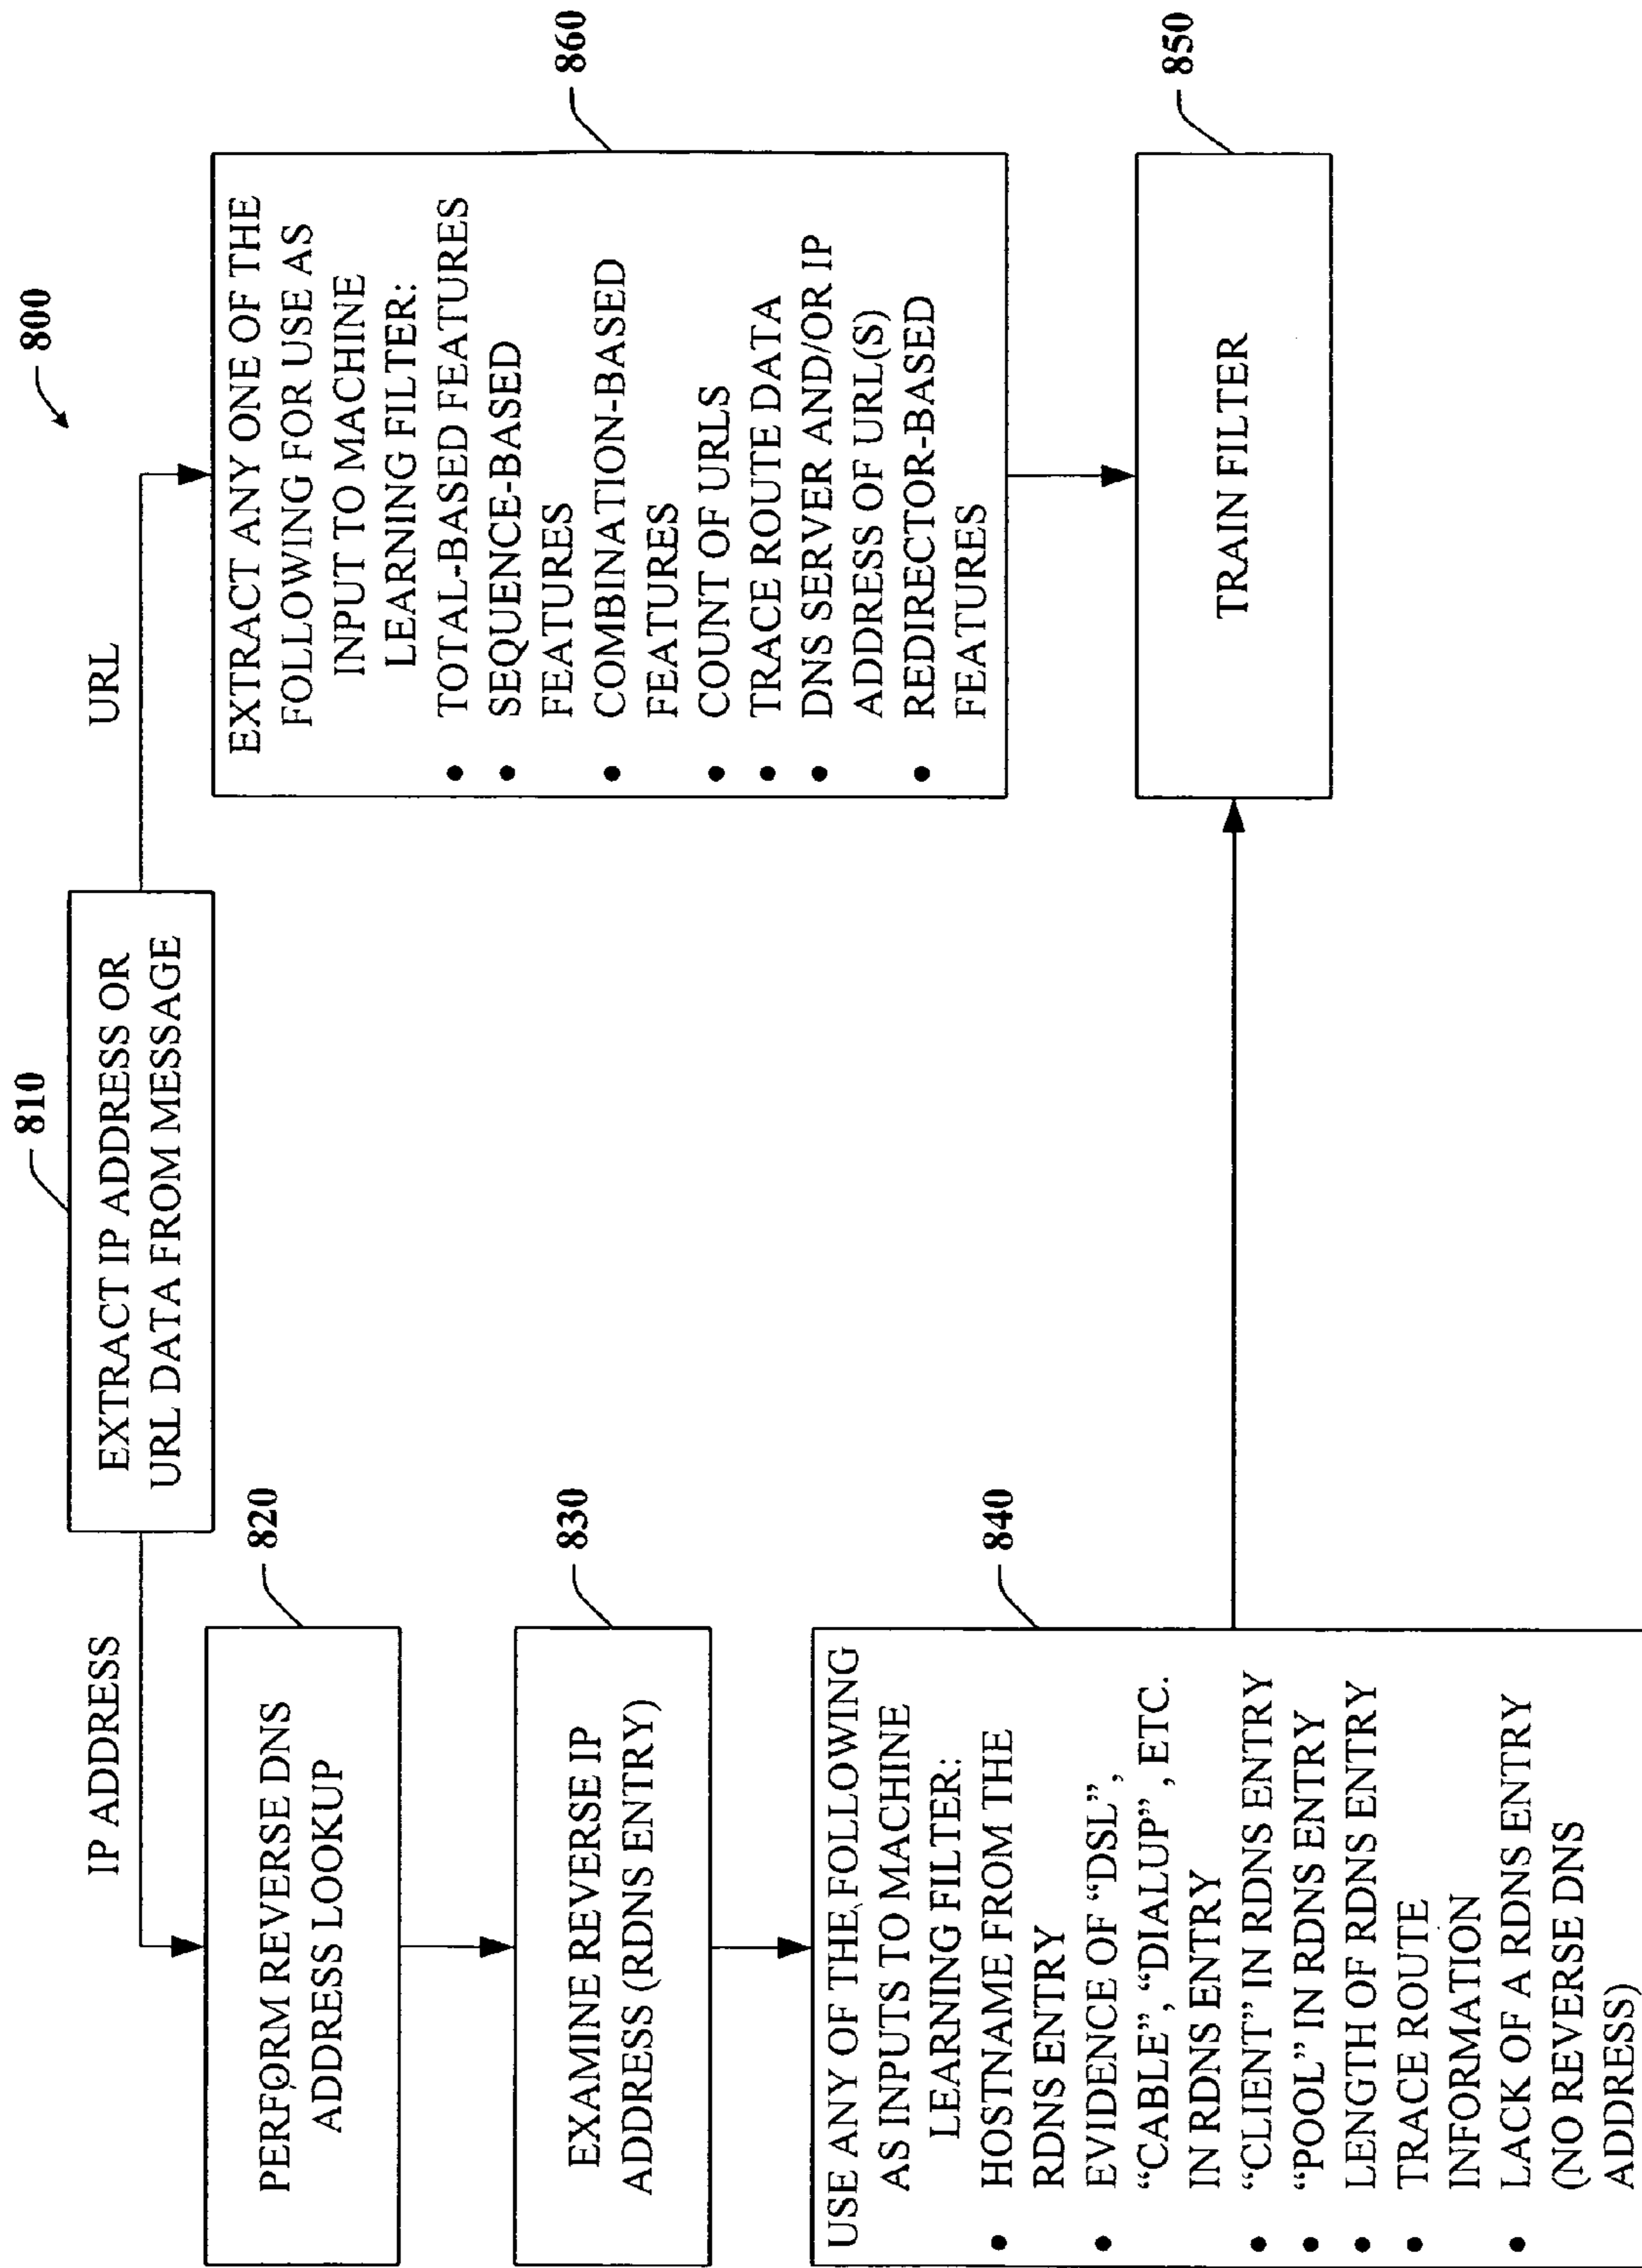 800
810
EXTRACT IP ADDRESS OR
URL DATA FROM MESSAGE
IP ADDRESS
URL
820
PERFORM REVERSE DNS
ADDRESS LOOKUP
830
EXAMINE REVERSE IP
ADDRESS (RDNS ENTRY)
840
USE ANY OF THE FOLLOWING
AS INPUTS TO MACHINE
LEARNING FILTER:
• HOSTNAME FROM THE
RDNS ENTRY
• EVIDENCE OF “DSL”,
“CABLE”, “DIALUP”, ETC.
IN RDNS ENTRY
• “CLIENT” IN RDNS ENTRY
• “POOL” IN RDNS ENTRY
• LENGTH OF RDNS ENTRY
• TRACE ROUTE
INFORMATION
• LACK OF A RDNS ENTRY
(NO REVERSE DNS
ADDRESS)
860
EXTRACT ANY ONE OF THE
FOLLOWING FOR USE AS
INPUT TO MACHINE
LEARNING FILTER:
• TOTAL-BASED FEATURES
• SEQUENCE-BASED
FEATURES
• COMBINATION-BASED
FEATURES
• COUNT OF URLS
• TRACE ROUTE DATA
• DNS SERVER AND/OR IP
ADDRESS OF URL(S)
• REDIRECTOR-BASED
FEATURES
850
TRAIN FILTER